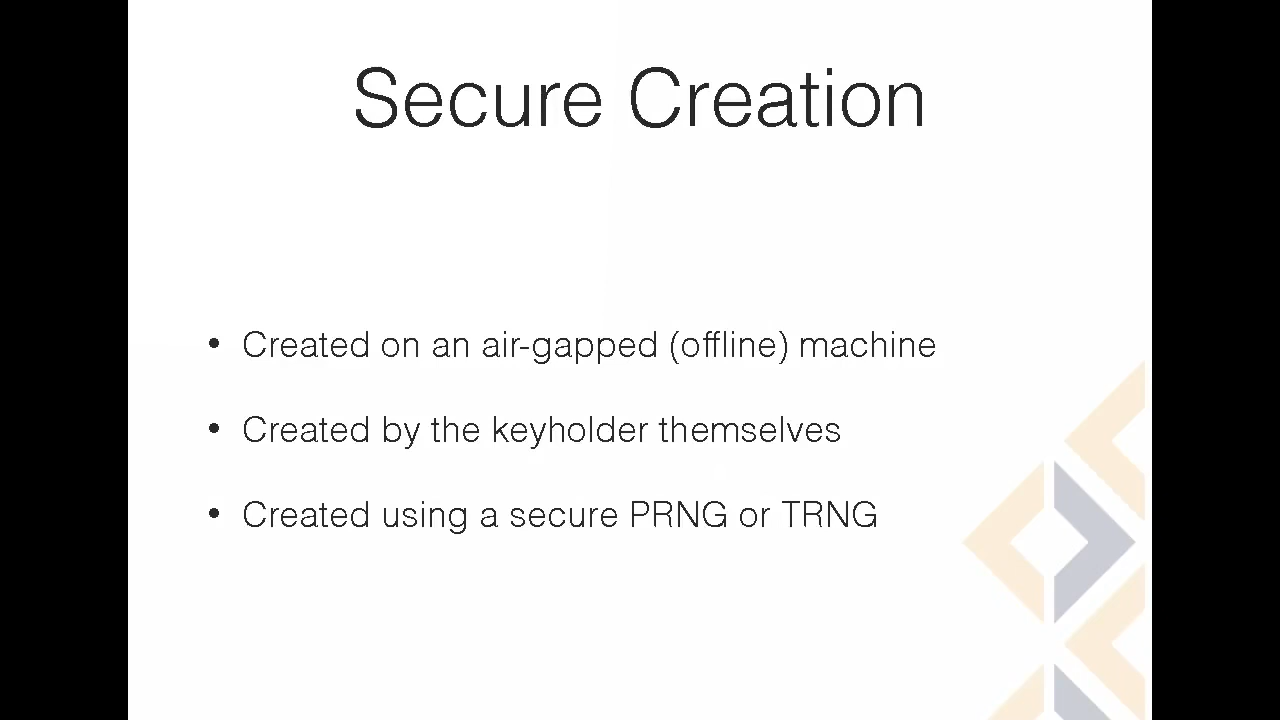 Secure Creation
• Created on an air-gapped (offline) machine
• Created by the keyholder themselves
• Created using a secure PRNG or TRNG